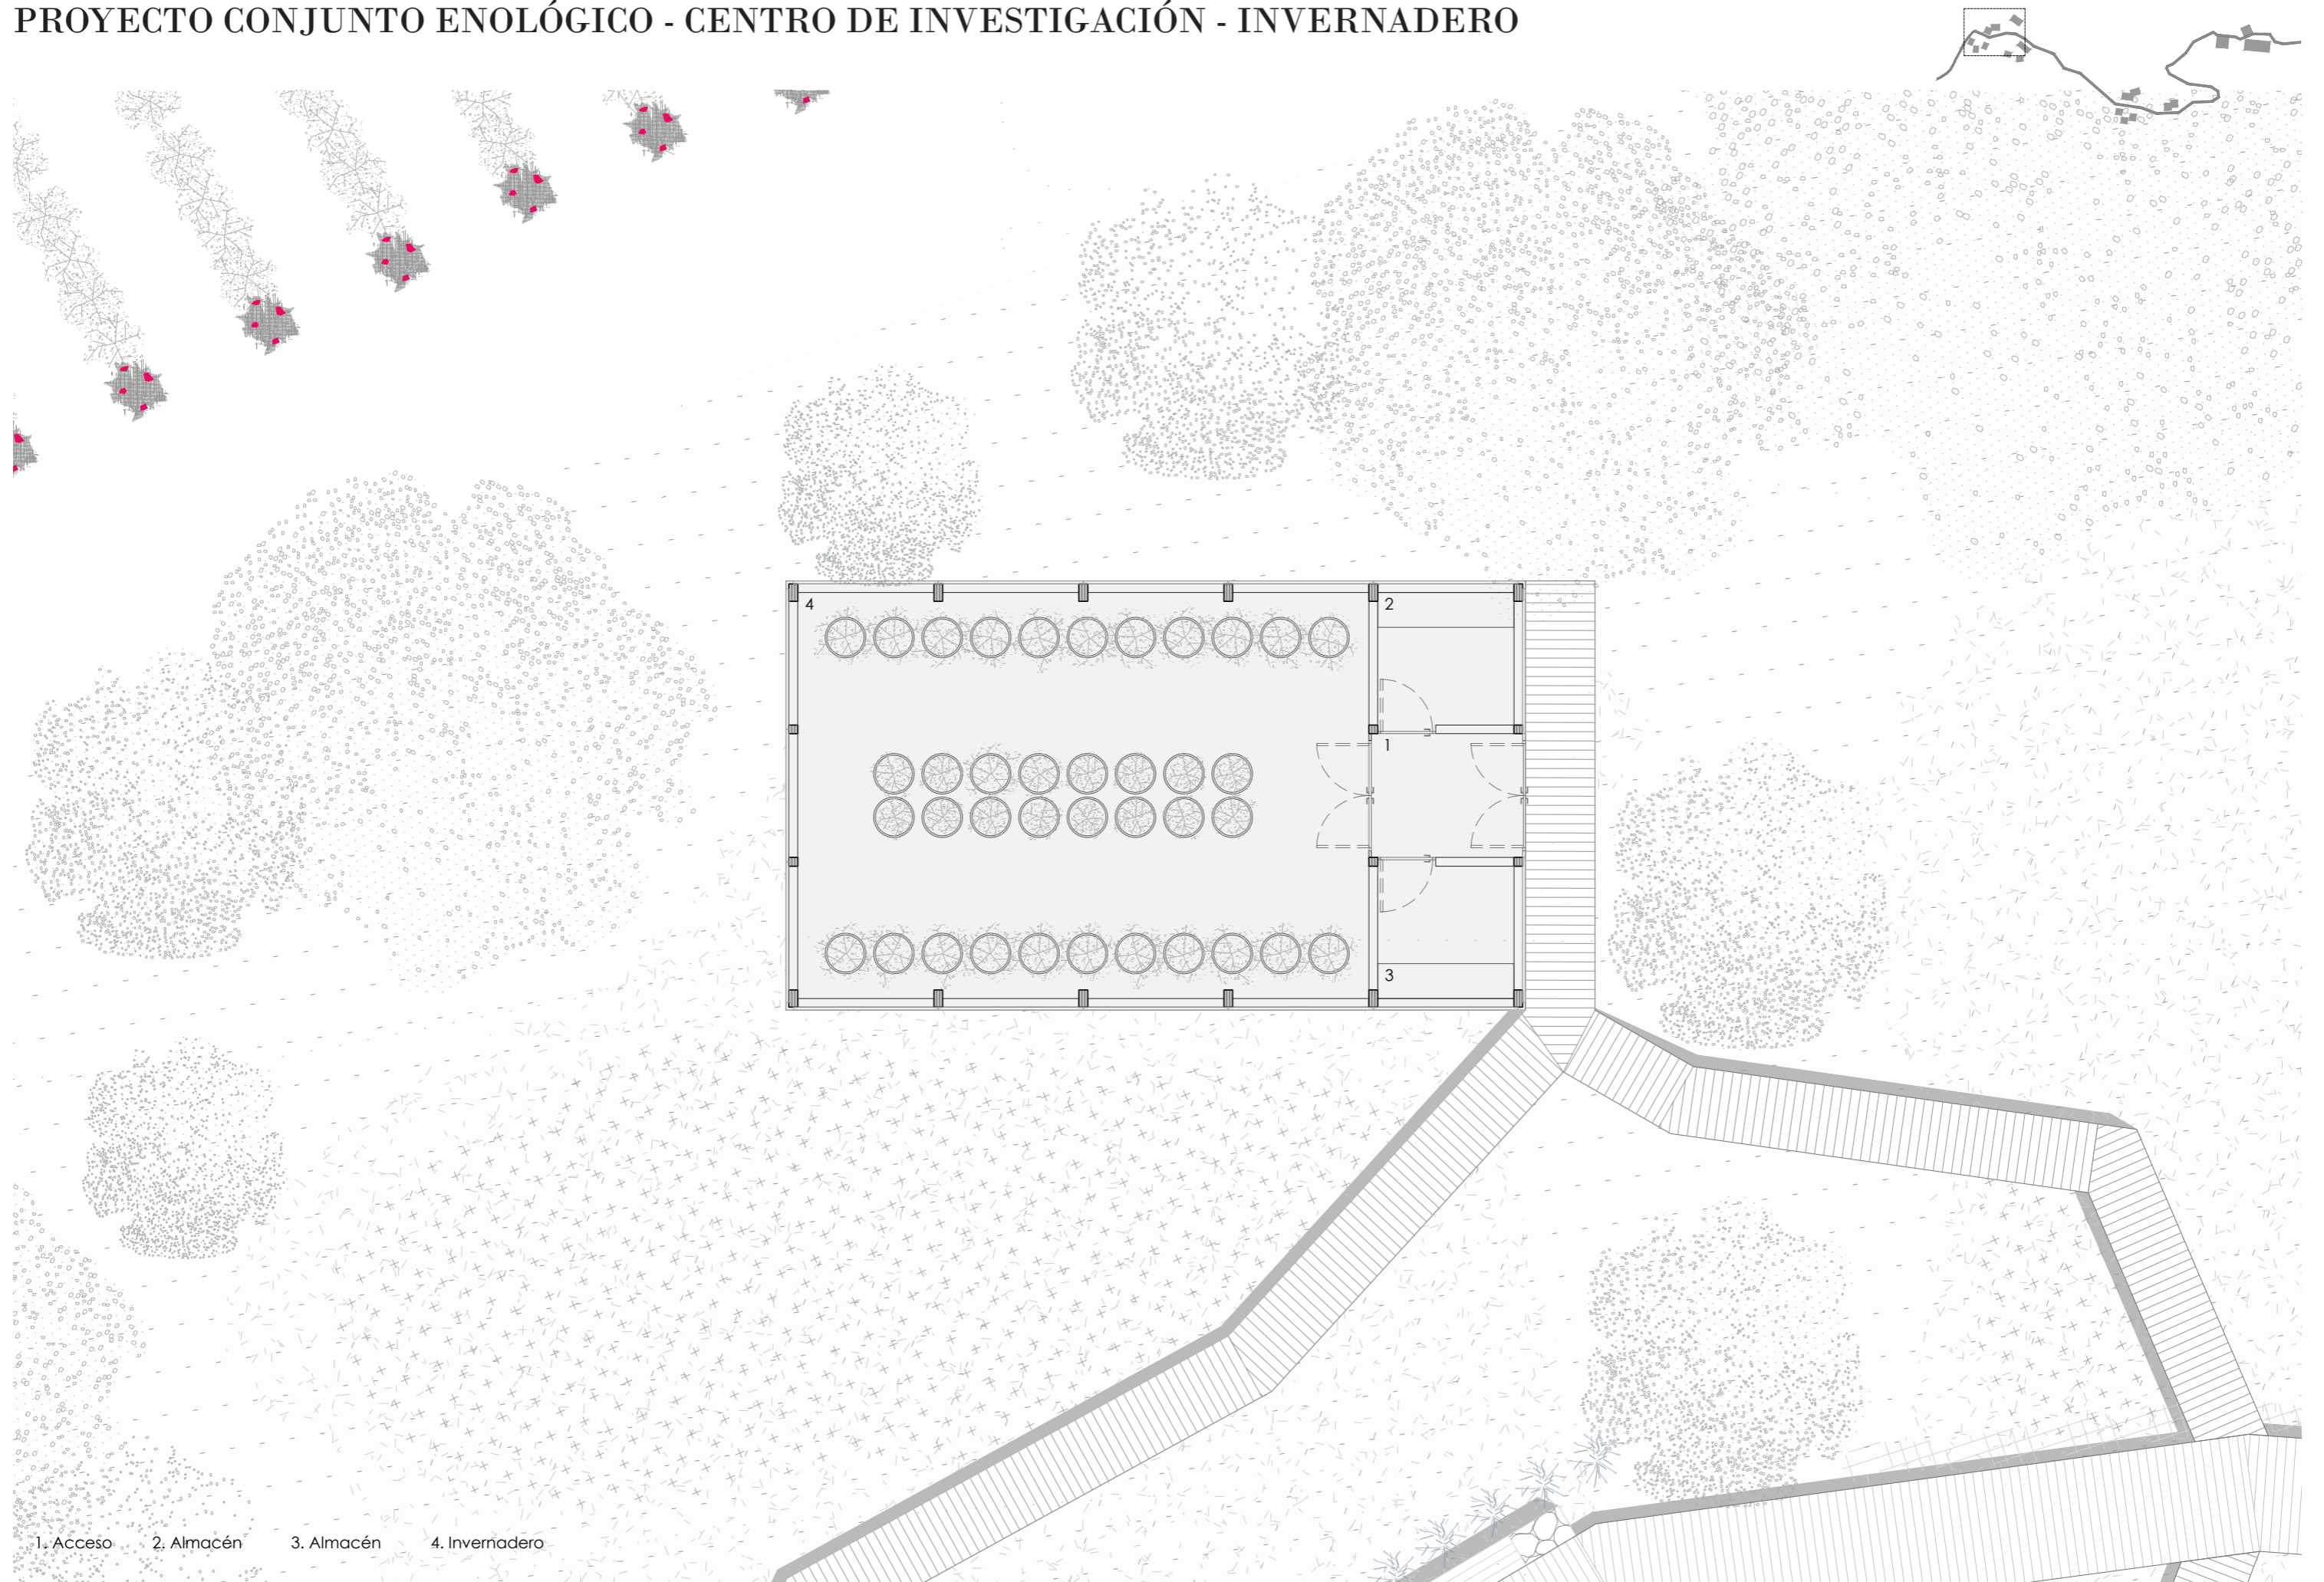 PROYECTO CONJUNTO ENOLÓGICO - CENTRO DE INVESTIGACIÓN - INVERNADERO
4
2
1
3
1. Acceso 2. Almacén 3. Almacén 4. Invernadero